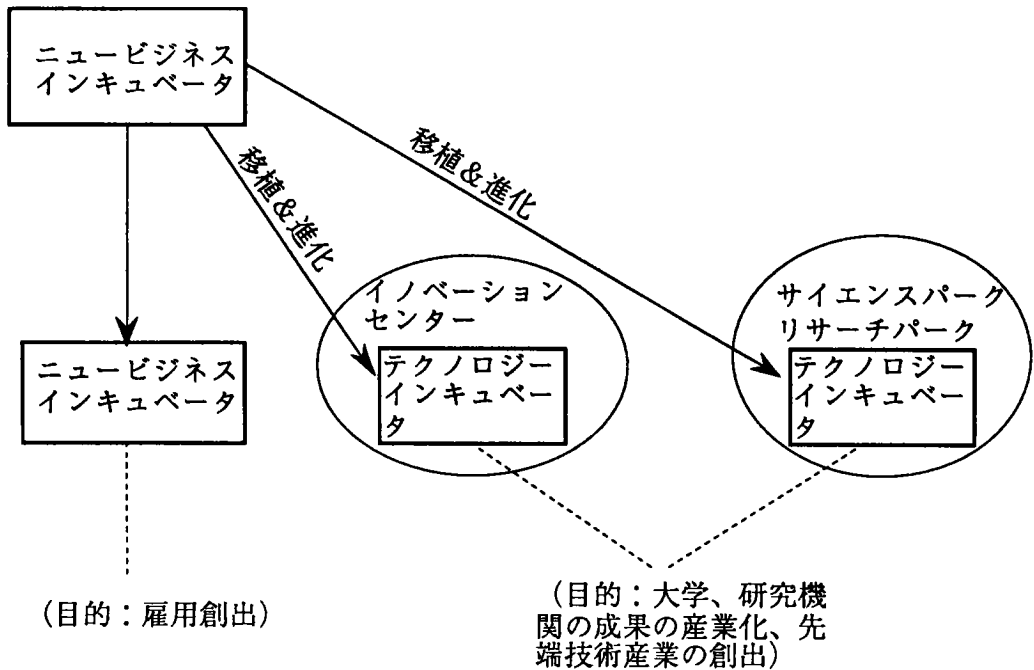 ニュービジネス
インキュベータ
移植&進化
移植&進化
イノベーション
センター
テクノロジー
インキュベー
タ
サイエンスパーク
リサーチパーク
テクノロジー
インキュベー
タ
ニュービジネス
インキュベータ
(目的：雇用創出)
(目的：大学、研究機
関の成果の産業化、先
端技術産業の創出)